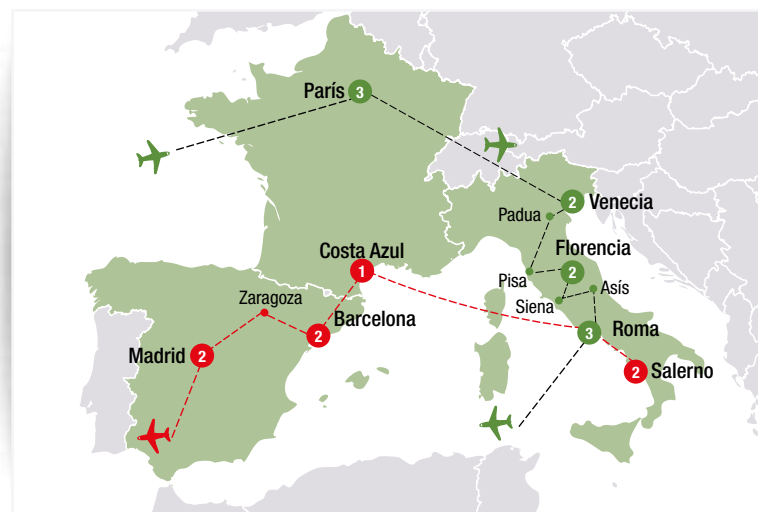 París
3
2
Venecia
Padua
Florencia
2
Costa Azul
1
Pisa
Asís
Siena
Zaragoza
Barcelona
2
Roma
3
Madrid
2
Salerno
2